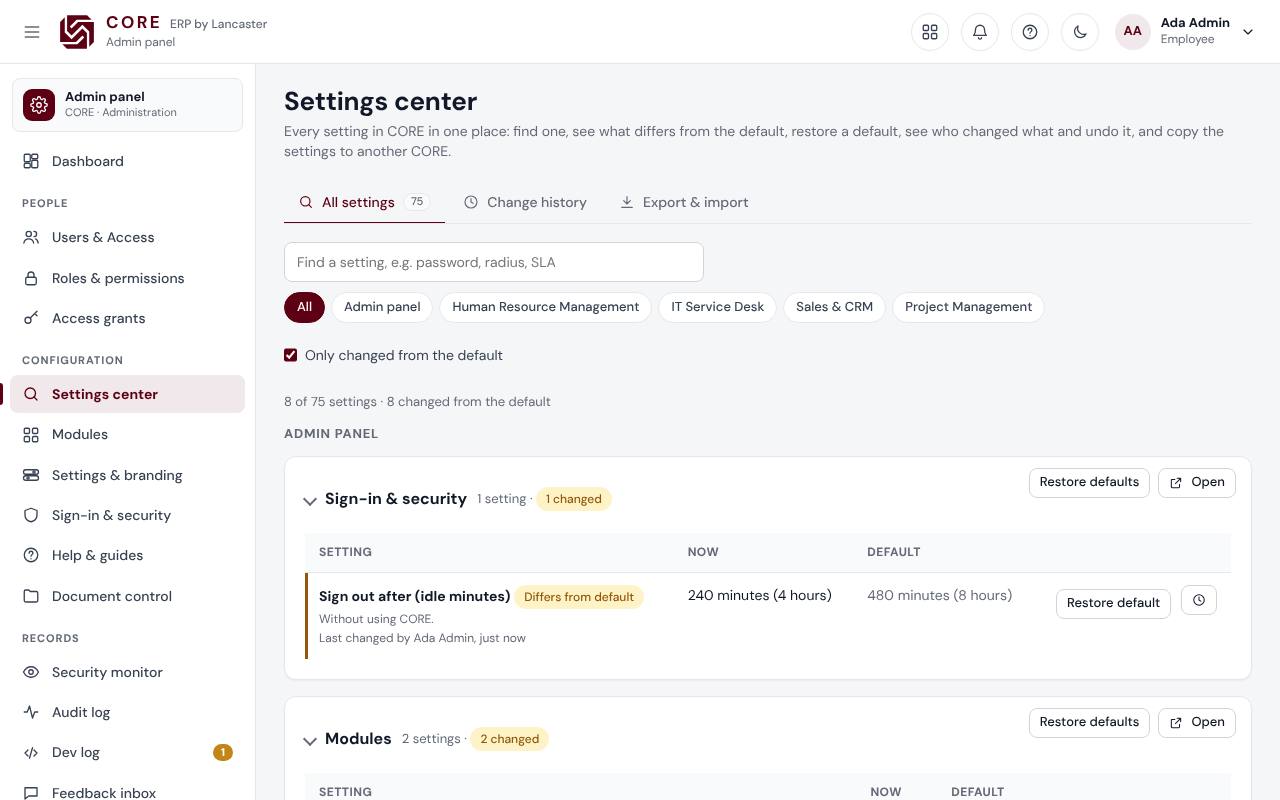 CORE ERP by Lancaster
Admin panel
AA
Ada Admin
Employee
Admin panel
CORE · Administration
Dashboard
PEOPLE
Users & Access
Roles & permissions
Access grants
CONFIGURATION
Settings center
Modules
Settings & branding
Sign-in & security
Help & guides
Document control
RECORDS
Security monitor
Audit log
Dev log 1
Feedback inbox
Settings center
Every setting in CORE in one place: find one, see what differs from the default, restore a default, see who changed what and undo it, and copy the
settings to another CORE.
All settings 75 Change history Export & import
Find a setting, e.g. password, radius, SLA
All Admin panel Human Resource Management IT Service Desk Sales & CRM Project Management
Only changed from the default
8 of 75 settings · 8 changed from the default
ADMIN PANEL
Restore defaults Open
Sign-in & security 1 setting · 1 changed
SETTING NOW DEFAULT
Sign out after (idle minutes) Differs from default 240 minutes (4 hours) 480 minutes (8 hours) Restore default
Without using CORE.
Last changed by Ada Admin, just now
Restore defaults Open
Modules 2 settings · 2 changed
SETTING NOW DEFAULT